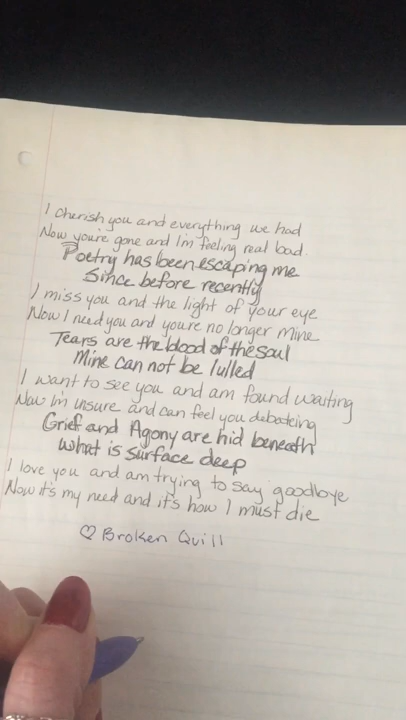 I cherish you and everything we had
Now you're gone and I'm feeling real bad
Poetry has been escaping me
Since before recently
I miss you and the light of your eye
Now I need you and youre no longer mine
Tears are the blood of the soul
Mine can not be lulled
I want to see you and am found waiting
Now I'm unsure and can feel you debateing
Grief and Agony are hid beneath
what is surface deep
I love you and am trying to say goodbye
Now it's my need and it's how I must die
♡ Broken Quill